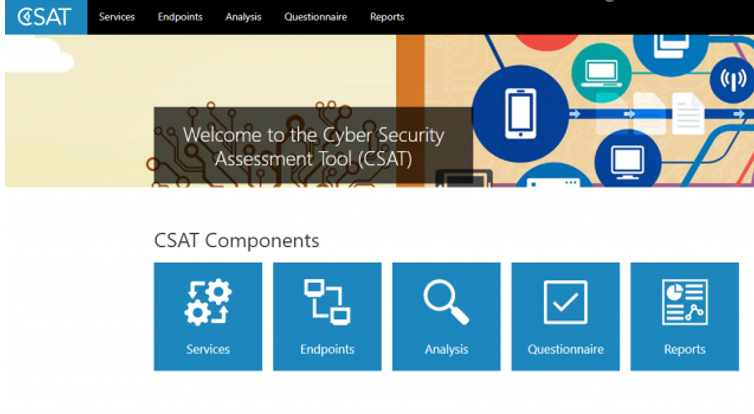 CSAT
Services Endpoints Analysis Questionnaire Reports
Welcome to the Cyber Security
Assessment Tool (CSAT)
CSAT Components
Services Endpoints Analysis Questionnaire Reports